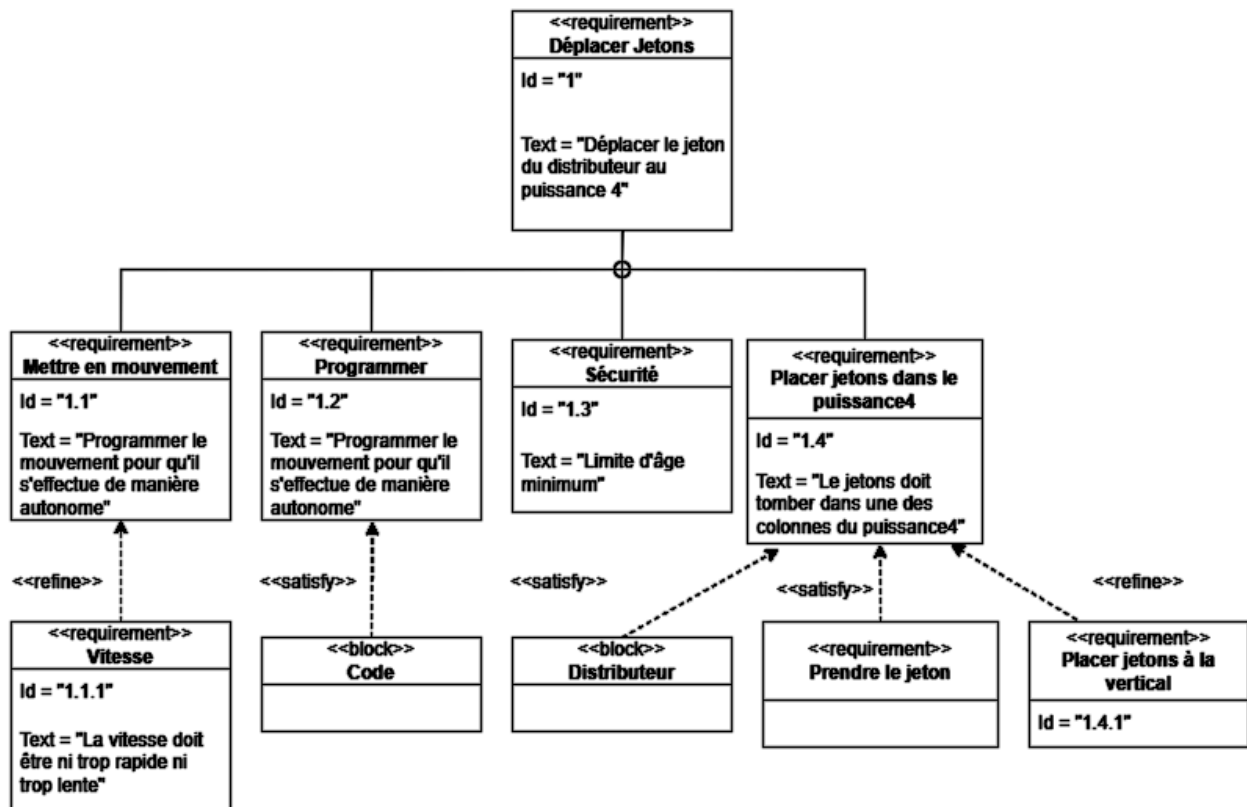 <<requirement>>
Déplacer Jetons
Id = "1"
Text = "Déplacer le jeton
du distributeur au
puissance 4"
<<requirement>>
Mettre en mouvement
Id = "1.1"
Text = "Programmer le
mouvement pour qu'il
s'effectue de manière
autonome"
<<requirement>>
Programmer
Id = "1.2"
Text = "Programmer le
mouvement pour qu'il
s'effectue de manière
autonome"
<<requirement>>
Sécurité
Id = "1.3"
Text = "Limite d'âge
minimum"
<<requirement>>
Placer jetons dans le
puissance4
Id = "1.4"
Text = "Le jetons doit
tomber dans une des
colonnes du puissance4"
<<refine>>
<<satisfy>>
<<satisfy>>
<<satisfy>>
<<refine>>
<<requirement>>
Vitesse
Id = "1.1.1"
Text = "La vitesse doit
être ni trop rapide ni
trop lente"
<<block>>
Code
<<block>>
Distributeur
<<requirement>>
Prendre le jeton
<<requirement>>
Placer jetons à la
vertical
Id = "1.4.1"